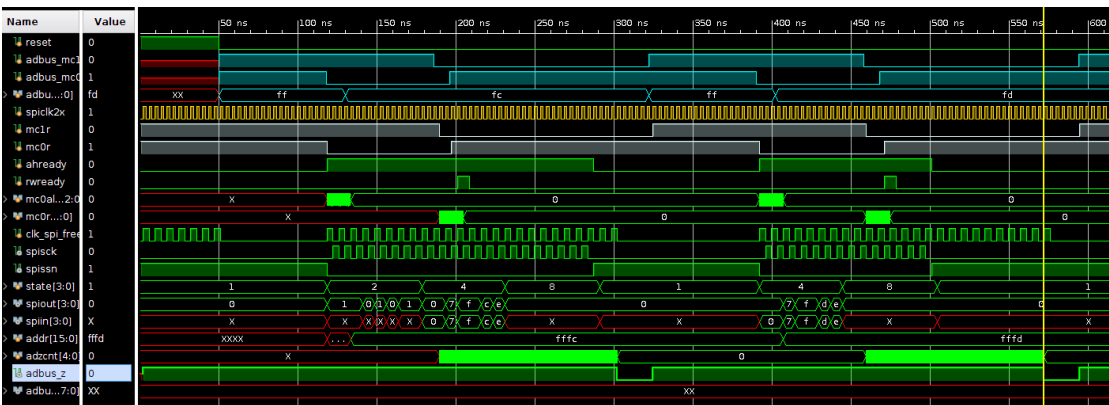 Name Value
50 ns 100 ns 150 ns 200 ns 250 ns 300 ns 350 ns 400 ns 450 ns 500 ns 550 ns 600
reset 0
adbus_mc1 0
adbus_mc0 1
adbu...:0] fd XX ff fc ff fd
spiclk2x 1
mc1r 0
mc0r 1
ahready 0
rwready 0
mc0al...2:0] 0 X 0 0
mc0r...:0] 0 X 0 0
clk_spi_free 1
spisck 0
spissn 1
state[3:0] 1 1 2 4 8 1 4 8 1
spiout[3:0] 0 0 1 0 1 0 1 0 7 f c e 0 7 f d e 0
spiin[3:0] X X X X X X X 0 7 f c e X X 0 7 f d e X X
addr[15:0] fffd XXXX ... fffc fffd
adzcnt[4:0] 0 X 0
adbus_z 0
adbu...7:0] XX XX